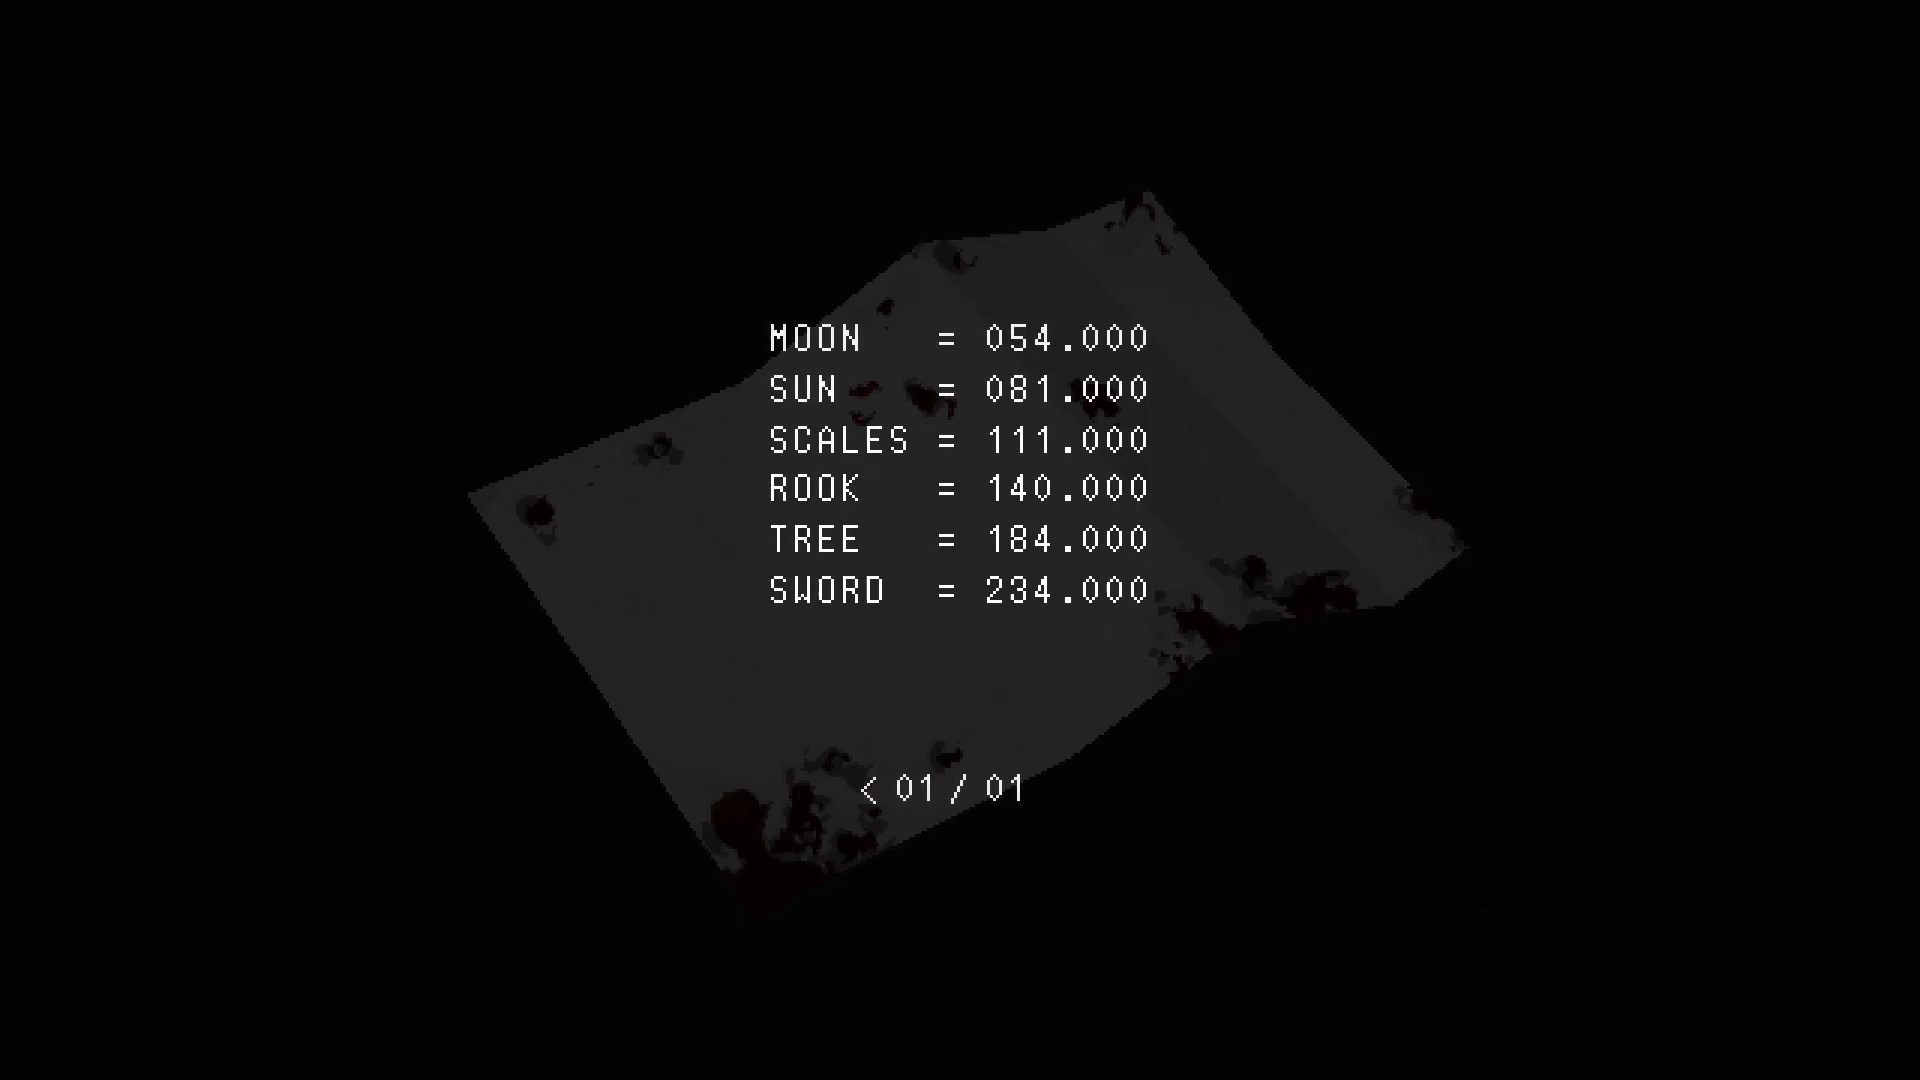 MOON = 054.000
SUN = 081.000
SCALES = 111.000
ROOK = 140.000
TREE = 184.000
SWORD = 234.000
< 01 / 01